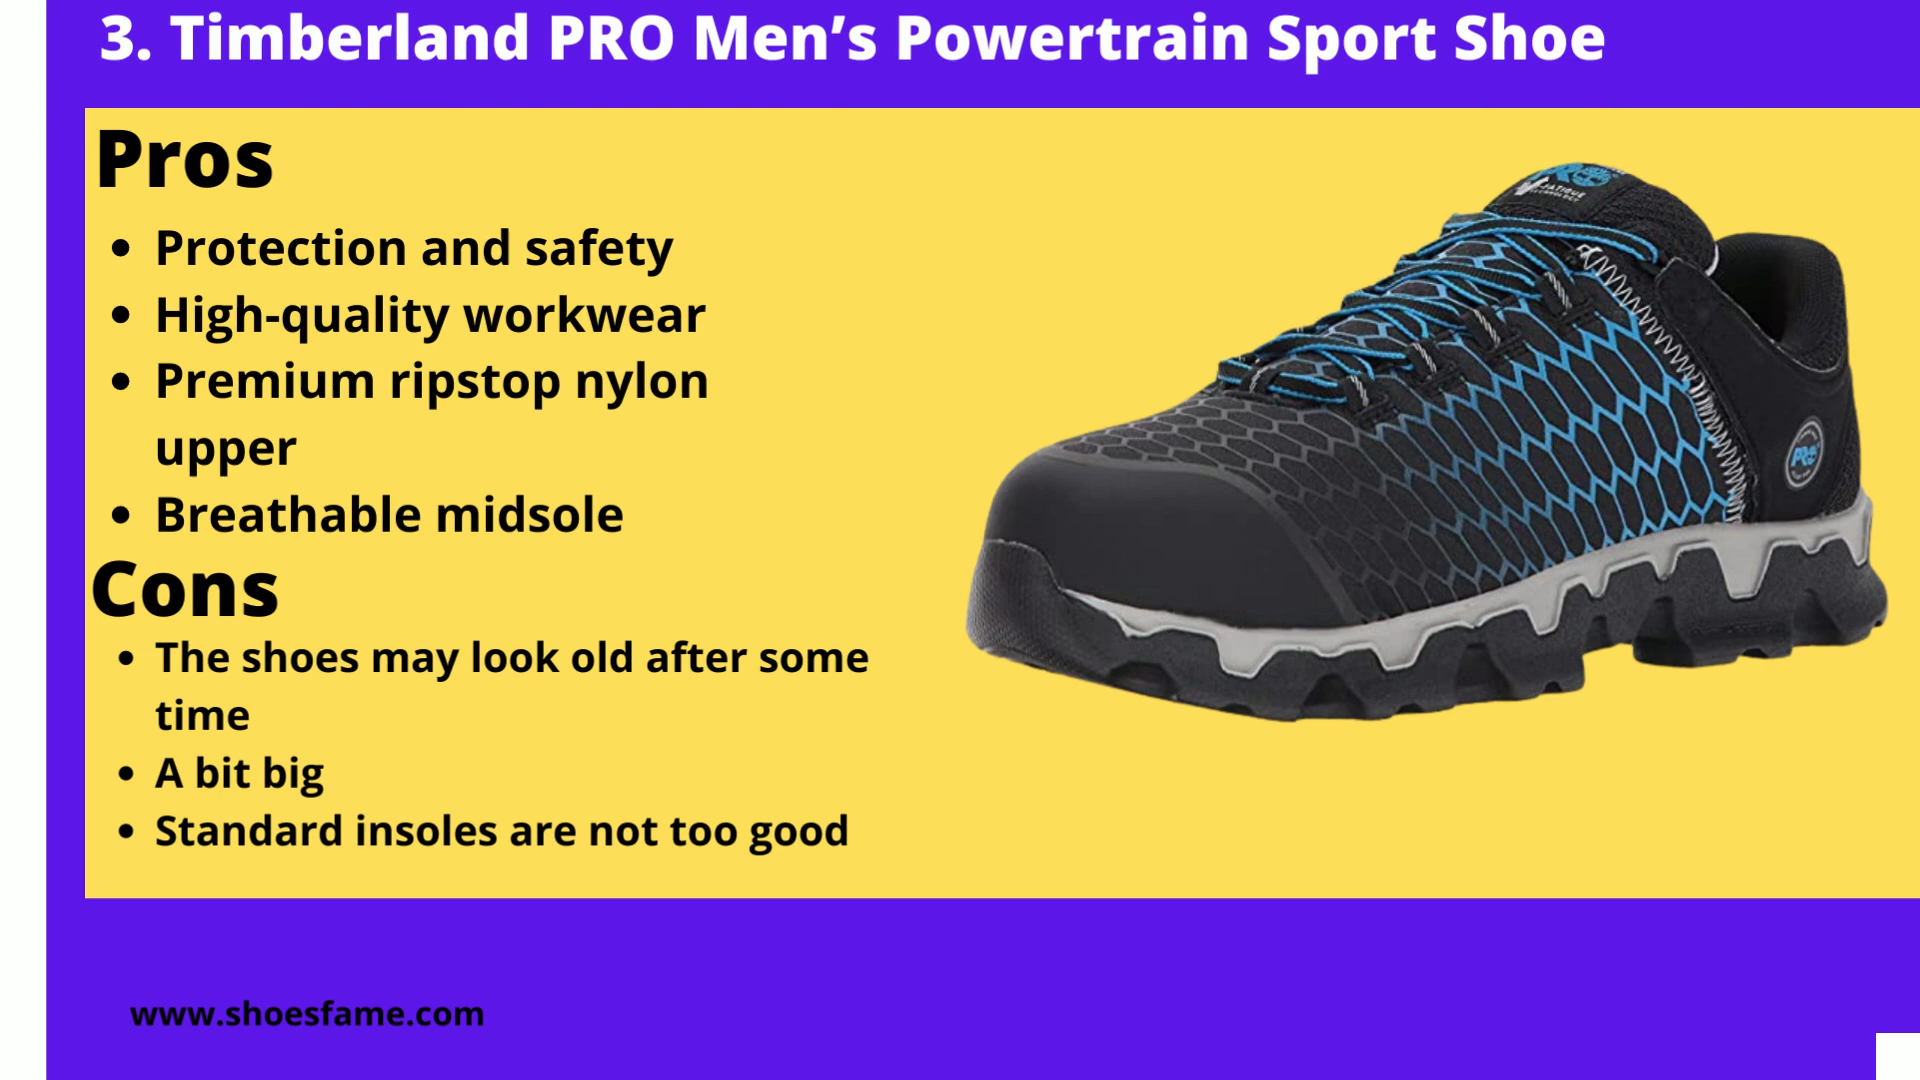 3. Timberland PRO Men’s Powertrain Sport Shoe
Pros
• Protection and safety
• High-quality workwear
• Premium ripstop nylon
upper
• Breathable midsole
Cons
• The shoes may look old after some
time
• A bit big
• Standard insoles are not too good
PRO
PRO
www.shoesfame.com